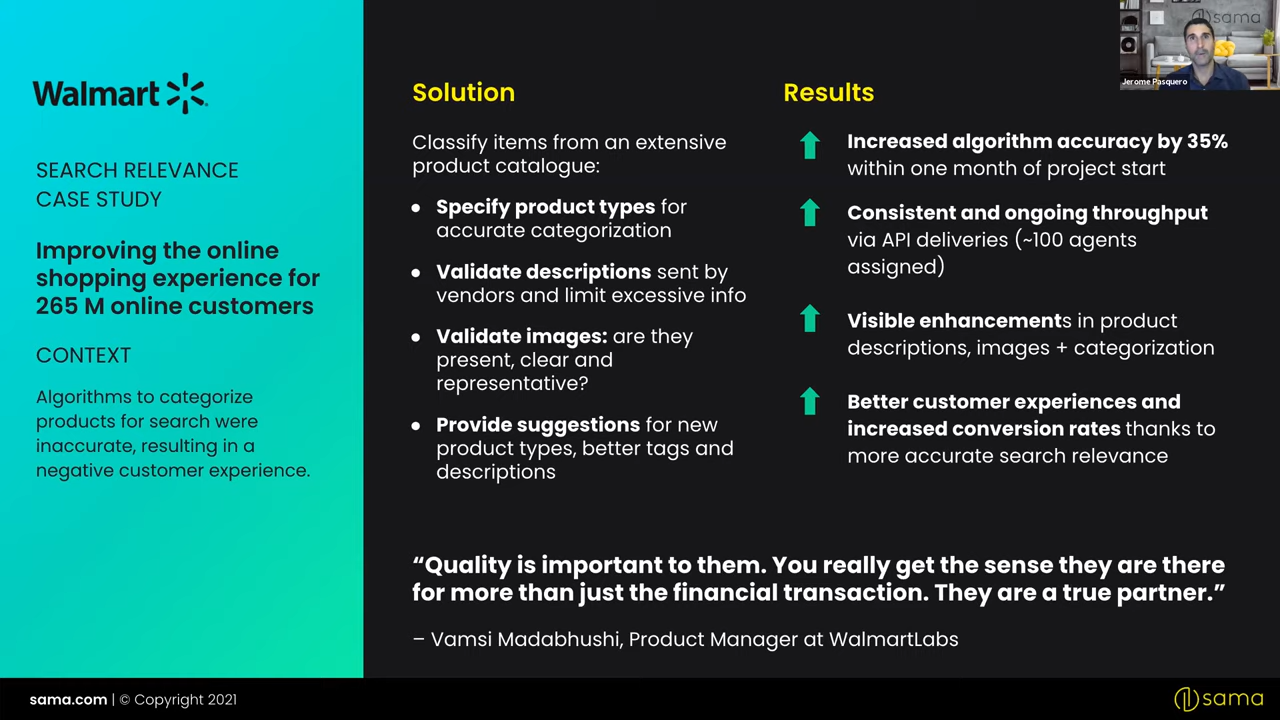 Walmart
SEARCH RELEVANCE
CASE STUDY
Improving the online
shopping experience for
265 M online customers
CONTEXT
Algorithms to categorize
products for search were
inaccurate, resulting in a
negative customer experience.
Solution
Classify items from an extensive
product catalogue:
● Specify product types for
accurate categorization
● Validate descriptions sent by
vendors and limit excessive info
● Validate images: are they
present, clear and
representative?
● Provide suggestions for new
product types, better tags and
descriptions
Results
Increased algorithm accuracy by 35%
within one month of project start
Consistent and ongoing throughput
via API deliveries (~100 agents
assigned)
Visible enhancements in product
descriptions, images + categorization
Better customer experiences and
increased conversion rates thanks to
more accurate search relevance
“Quality is important to them. You really get the sense they are there
for more than just the financial transaction. They are a true partner.”
– Vamsi Madabhushi, Product Manager at WalmartLabs
sama
Jerome Pasquero
sama.com | © Copyright 2021
sama